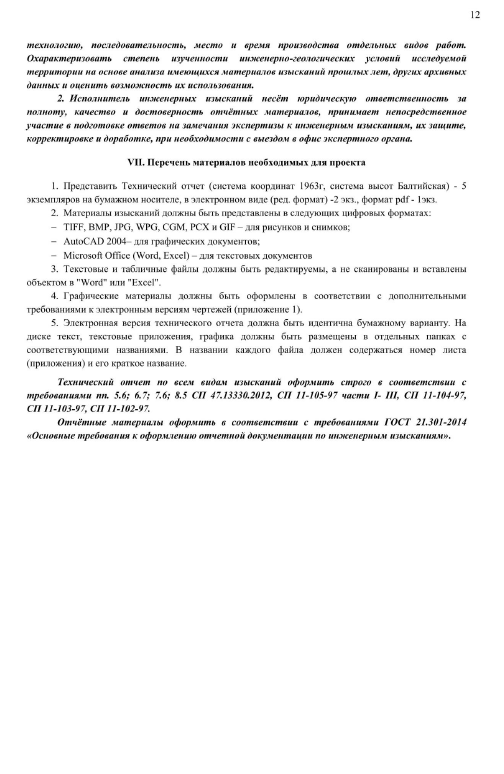 12
технологию, последовательность, место и время производства отдельных видов работ.
Охарактеризовать степень изученности инженерно-геологических условий исследуемой
территории на основе анализа имеющихся материалов изысканий прошлых лет, других архивных
данных и оценить возможность их использования.
2. Исполнитель инженерных изысканий несёт юридическую ответственность за
полноту, качество и достоверность отчётных материалов, принимает непосредственное
участие в подготовке ответов на замечания экспертизы к инженерным изысканиям, их защите,
корректировке и доработке, при необходимости с выездом в офис экспертного органа.
VII. Перечень материалов необходимых для проекта
1. Представить Технический отчет (система координат 1963г, система высот Балтийская) - 5
экземпляров на бумажном носителе, в электронном виде (ред. формат) -2 экз., формат pdf - 1экз.
2. Материалы изысканий должны быть представлены в следующих цифровых форматах:
− TIFF, BMP, JPG, WPG, CGM, PCX и GIF – для рисунков и снимков;
− AutoCAD 2004– для графических документов;
− Microsoft Office (Word, Excel) – для текстовых документов
3. Текстовые и табличные файлы должны быть редактируемы, а не сканированы и вставлены
объектом в "Word" или "Excel".
4. Графические материалы должны быть оформлены в соответствии с дополнительными
требованиями к электронным версиям чертежей (приложение 1).
5. Электронная версия технического отчета должна быть идентична бумажному варианту. На
диске текст, текстовые приложения, графика должны быть размещены в отдельных папках с
соответствующими названиями. В названии каждого файла должен содержаться номер листа
(приложения) и его краткое название.
Технический отчет по всем видам изысканий оформить строго в соответствии с
требованиями пп. 5.6; 6.7; 7.6; 8.5 СП 47.13330.2012, СП 11-105-97 части I- III, СП 11-104-97,
СП 11-103-97, СП 11-102-97.
Отчётные материалы оформить в соответствии с требованиями ГОСТ 21.301-2014
«Основные требования к оформлению отчетной документации по инженерным изысканиям».